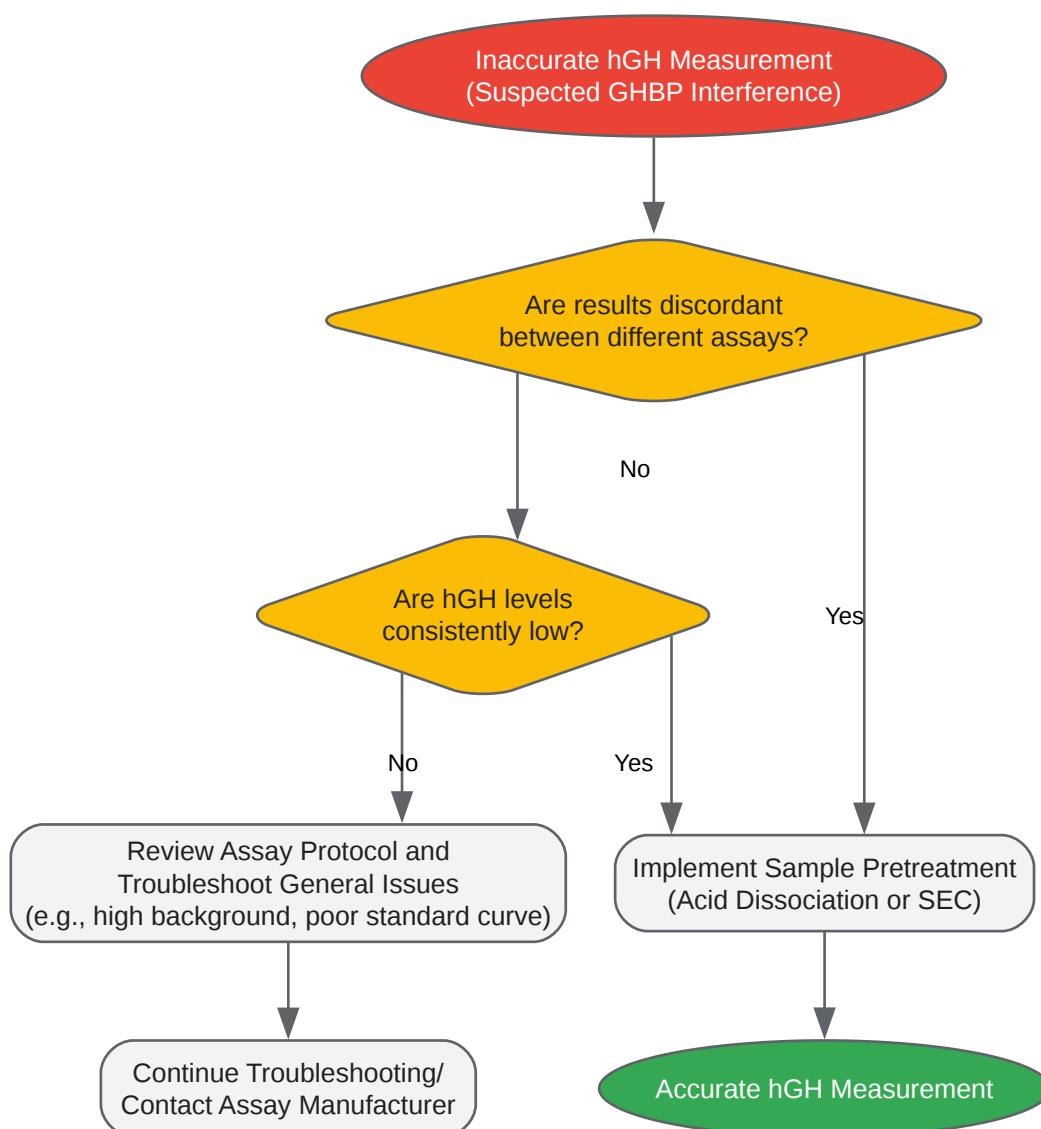 Inaccurate hGH Measurement
(Suspected GHBP Interference)
Are results discordant
between different assays?
No
Are hGH levels
consistently low?
Yes
No
Yes
Review Assay Protocol and
Troubleshoot General Issues
(e.g., high background, poor standard curve)
Implement Sample Pretreatment
(Acid Dissociation or SEC)
Continue Troubleshooting/
Contact Assay Manufacturer
Accurate hGH Measurement